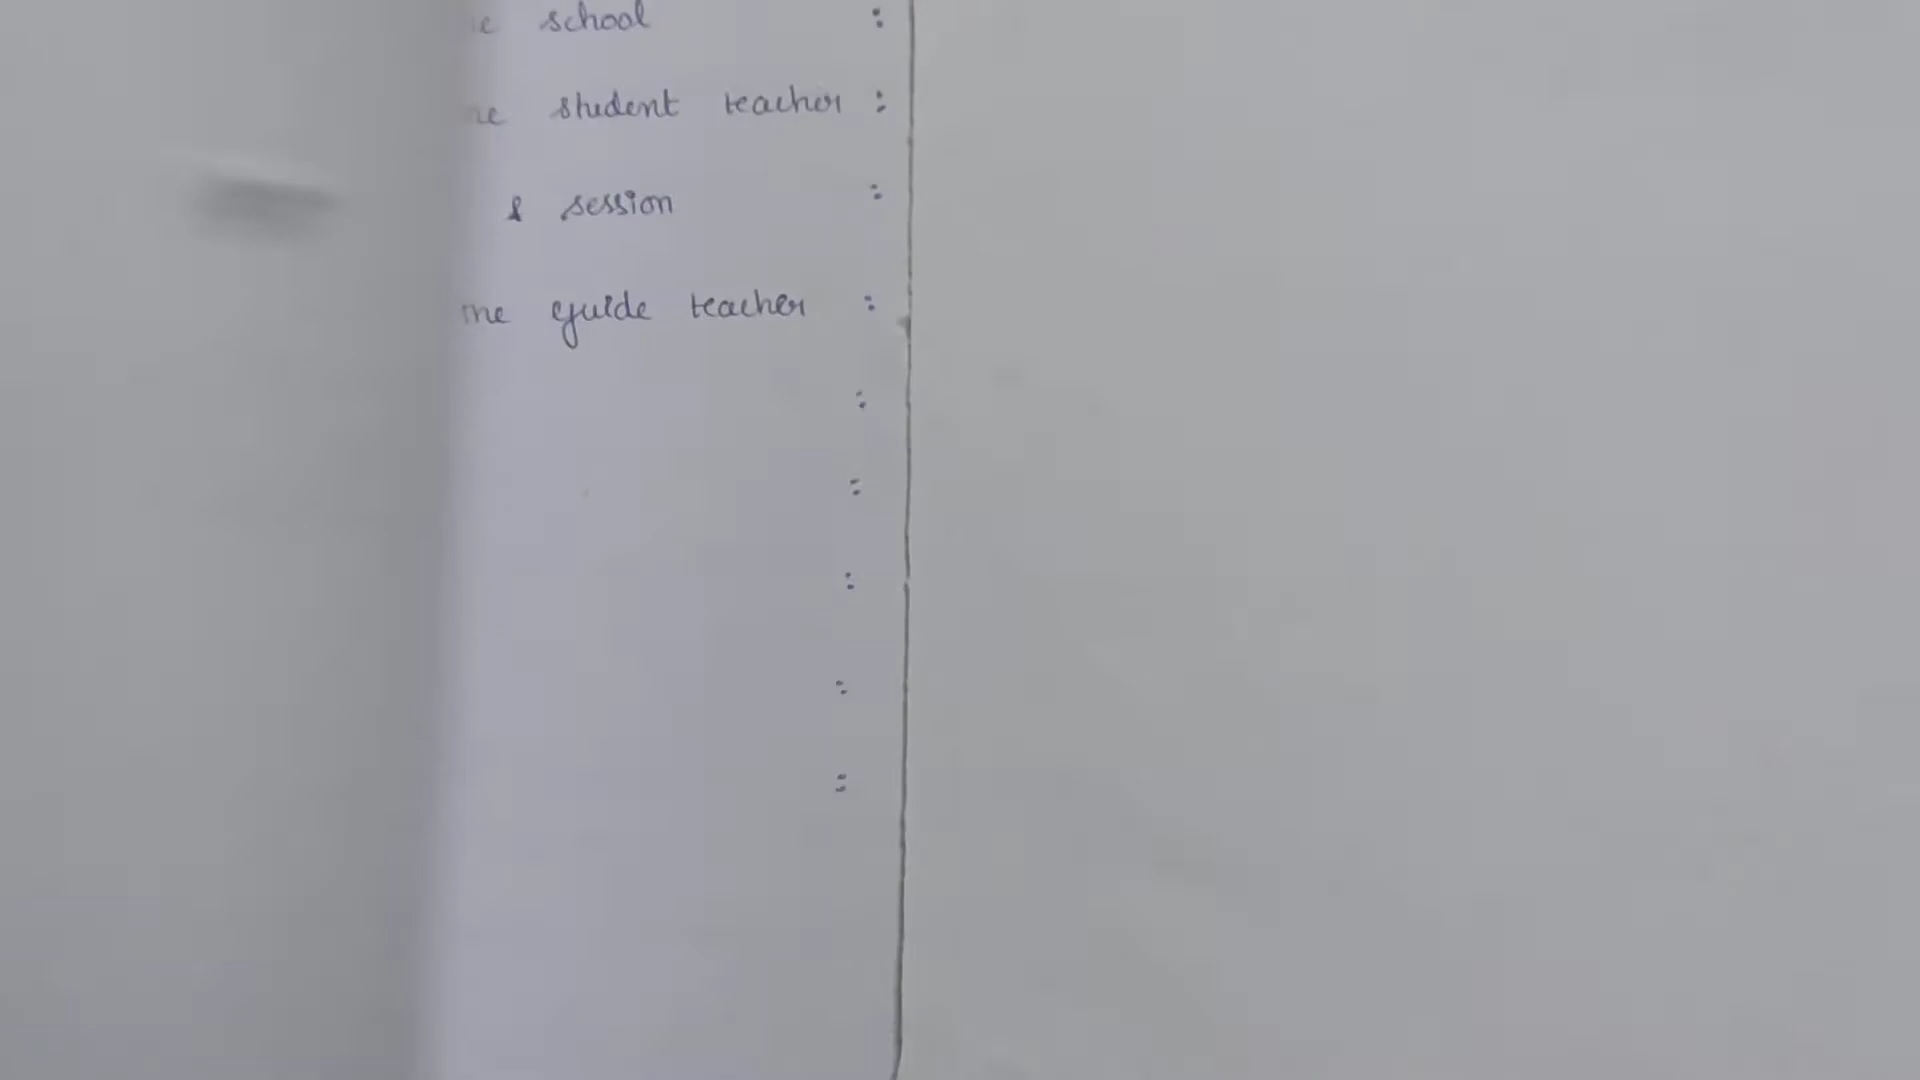 school :
student teacher :
& session :
guide teacher :
:
:
:
:
: